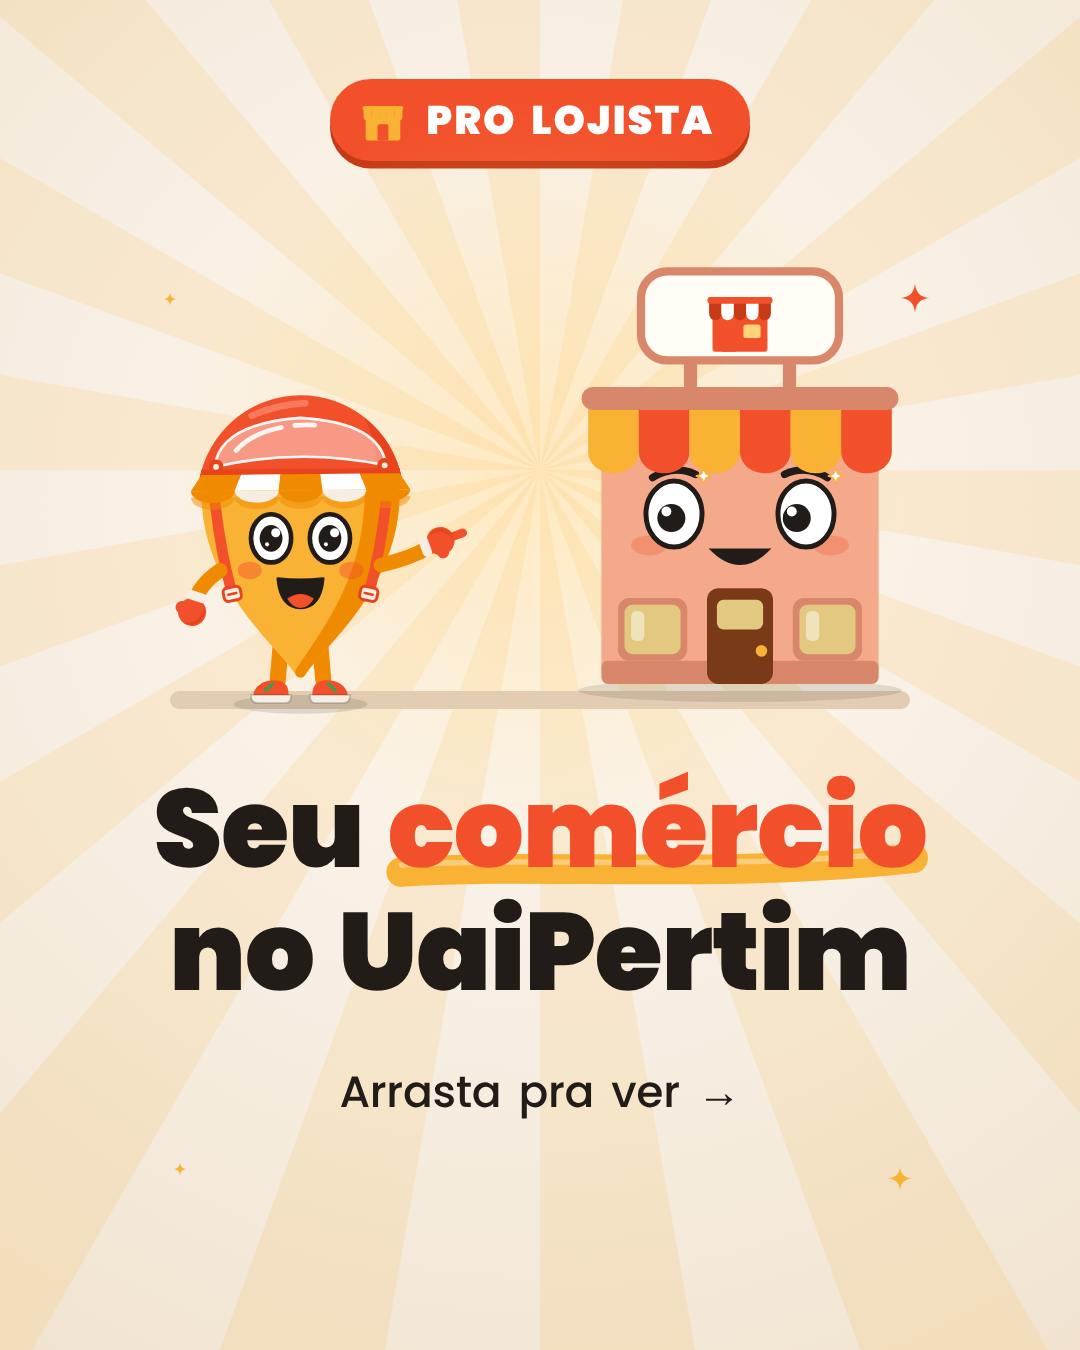 PRO LOJISTA
Seu comércio
no UaiPertim
Arrasta pra ver →